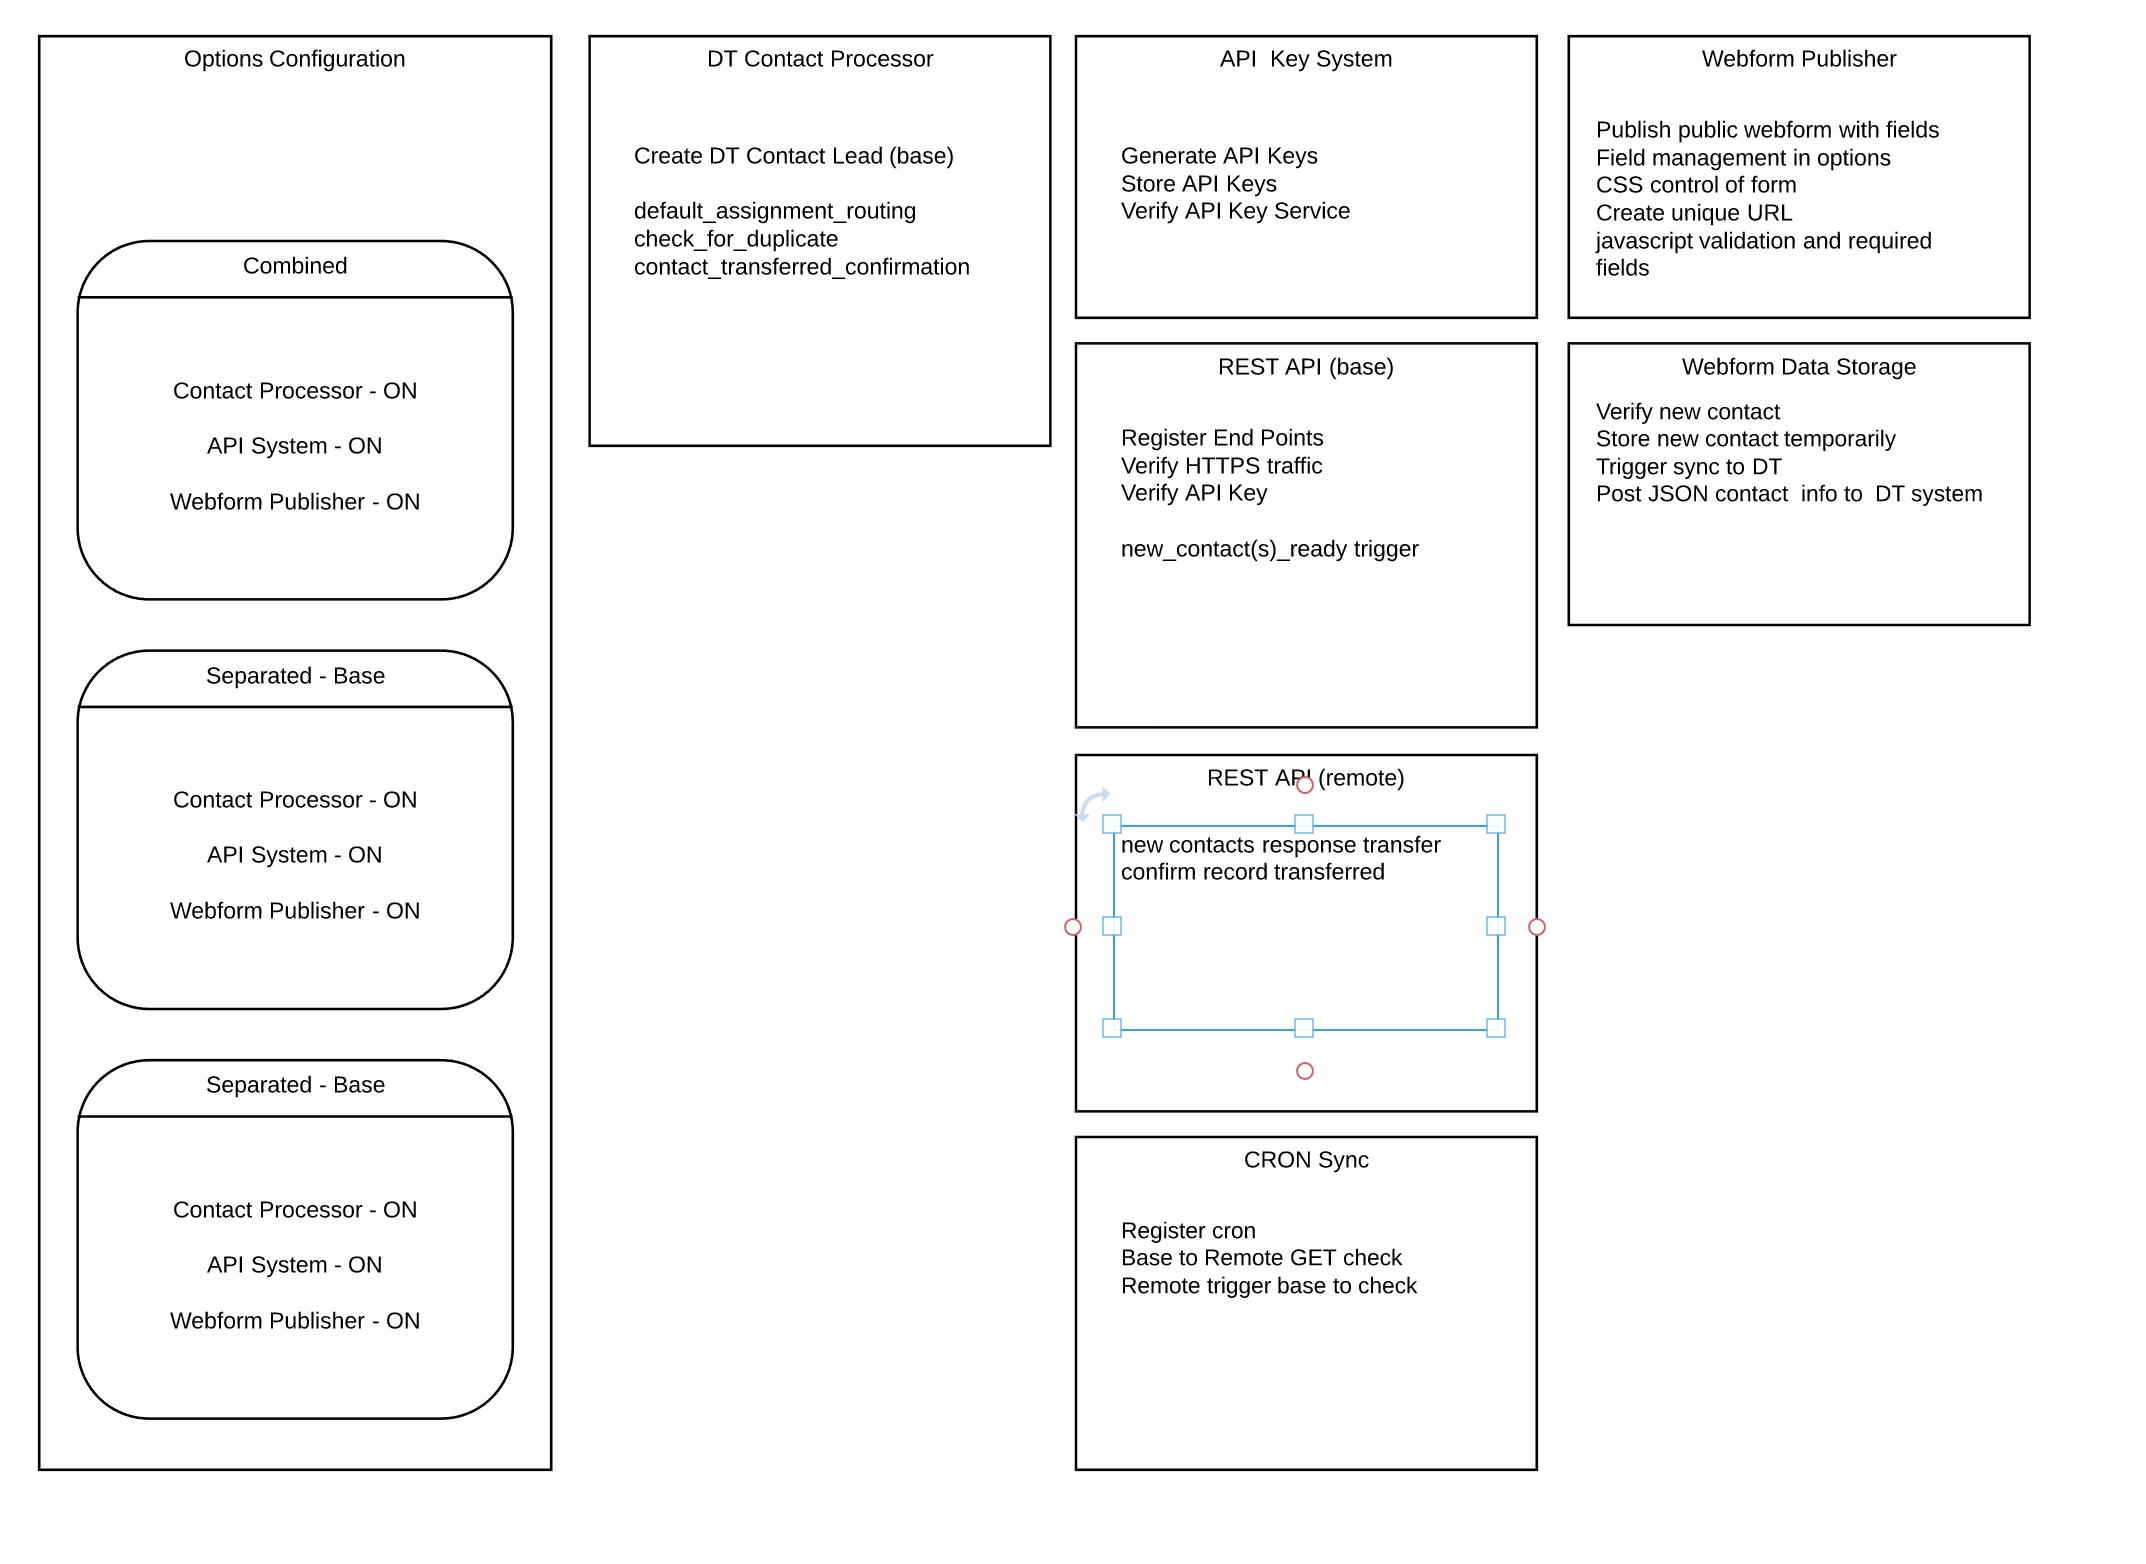 Options Configuration
Combined
Contact Processor - ON
API System - ON
Webform Publisher - ON
Separated - Base
Contact Processor - ON
API System - ON
Webform Publisher - ON
Separated - Base
Contact Processor - ON
API System - ON
Webform Publisher - ON
DT Contact Processor
Create DT Contact Lead (base)
default_assignment_routing
check_for_duplicate
contact_transferred_confirmation
API  Key System
Generate API Keys
Store API Keys
Verify API Key Service
REST API (base)
Register End Points
Verify HTTPS traffic
Verify API Key
new_contact(s)_ready trigger
REST API (remote)
new contacts response transfer
confirm record transferred
CRON Sync
Register cron
Base to Remote GET check
Remote trigger base to check
Webform Publisher
Publish public webform with fields
Field management in options
CSS control of form
Create unique URL
javascript validation and required
fields
Webform Data Storage
Verify new contact
Store new contact temporarily
Trigger sync to DT
Post JSON contact  info to  DT system